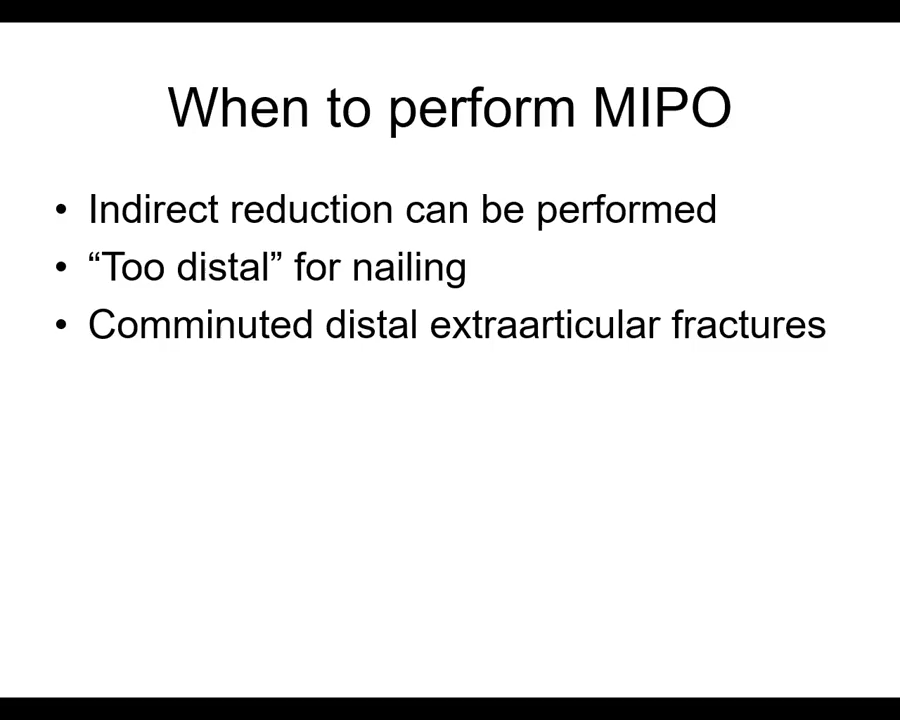 When to perform MIPO
• Indirect reduction can be performed
• “Too distal” for nailing
• Comminuted distal extraarticular fractures